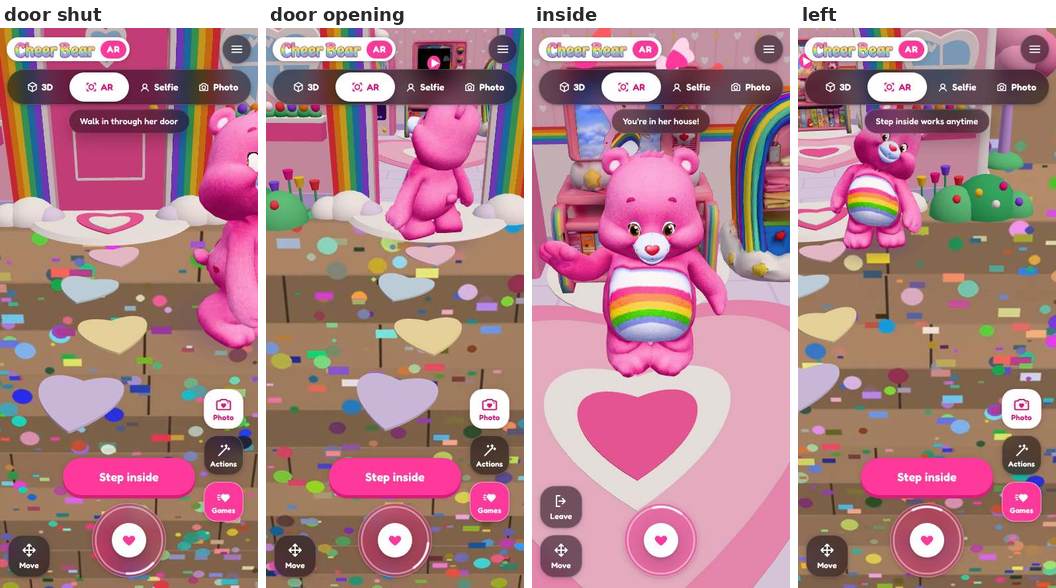 door shut
Cheer Bear AR
3D AR Selfie Photo
Walk in through her door
Photo
Actions
Step inside
Games
Move
door opening
Cheer Bear AR
3D AR Selfie Photo
Photo
Actions
Step inside
Games
Move
inside
Cheer Bear AR
3D AR Selfie Photo
You're in her house!
Leave
Move
left
Cheer Bear AR
3D AR Selfie Photo
Step inside works anytime
Photo
Actions
Step inside
Games
Move